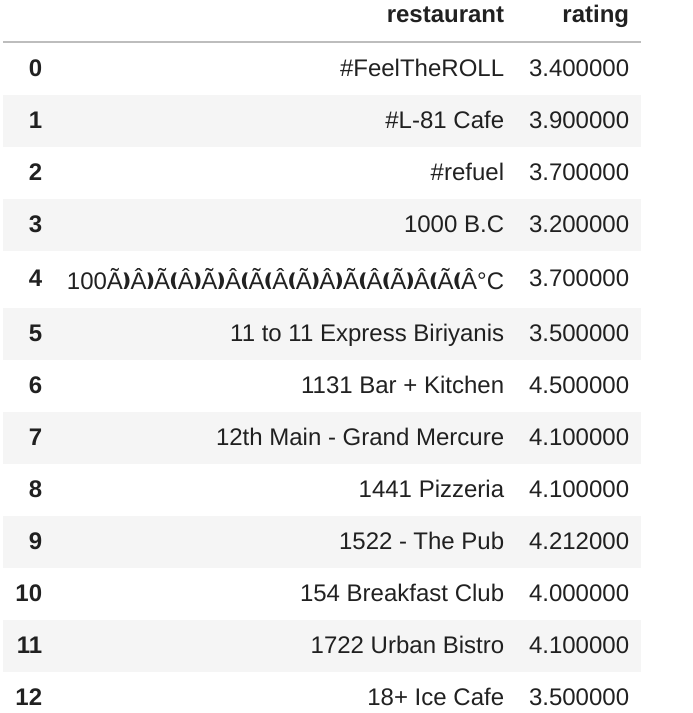 restaurant rating
0 #FeelTheROLL 3.400000
1 #L-81 Cafe 3.900000
2 #refuel 3.700000
3 1000 B.C 3.200000
4 100Ã)Â)Ã(Â)Ã)Â(Ã(Â(Ã)Â)Ã(Â(Ã)Â(Ã(Â°C 3.700000
5 11 to 11 Express Biriyanis 3.500000
6 1131 Bar + Kitchen 4.500000
7 12th Main - Grand Mercure 4.100000
8 1441 Pizzeria 4.100000
9 1522 - The Pub 4.212000
10 154 Breakfast Club 4.000000
11 1722 Urban Bistro 4.100000
12 18+ Ice Cafe 3.500000